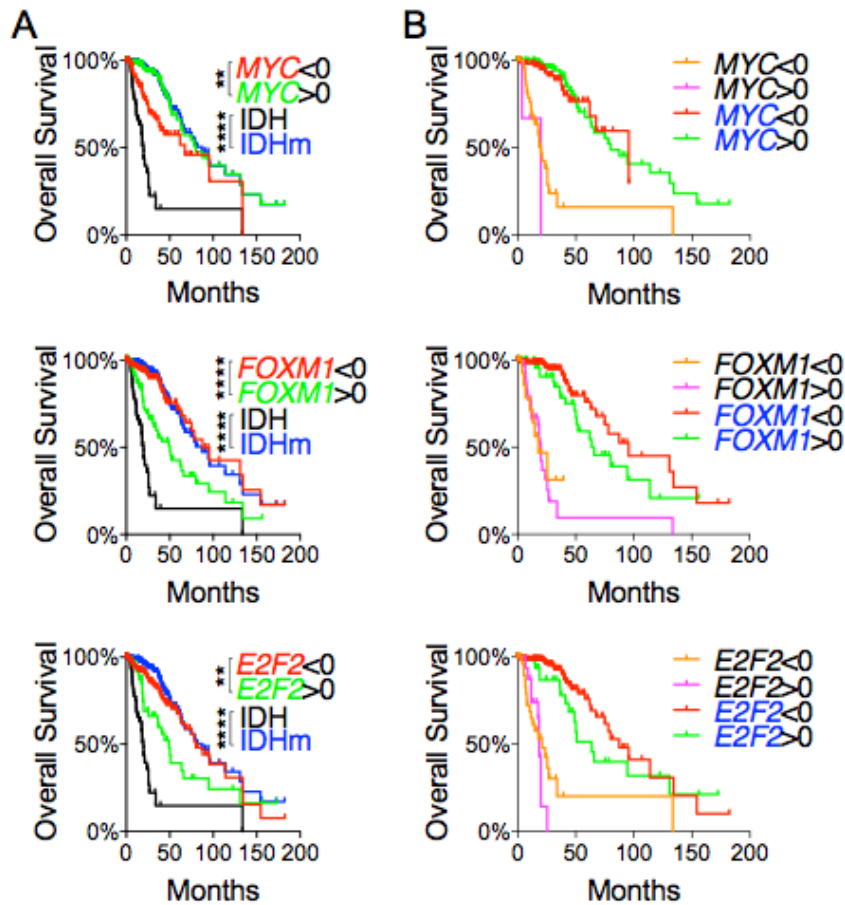 A
Overall Survival
100%
50%
0%
0 50 100 150 200
Months
**
MYC<0
MYC>0
****
IDH
IDHm
B
Overall Survival
100%
50%
0%
0 50 100 150 200
Months
MYC<0
MYC>0
MYC<0
MYC>0
Overall Survival
100%
50%
0%
0 50 100 150 200
Months
****
FOXM1<0
FOXM1>0
****
IDH
IDHm
Overall Survival
100%
50%
0%
0 50 100 150 200
Months
FOXM1<0
FOXM1>0
FOXM1<0
FOXM1>0
Overall Survival
100%
50%
0%
0 50 100 150 200
Months
**
E2F2<0
E2F2>0
****
IDH
IDHm
Overall Survival
100%
50%
0%
0 50 100 150 200
Months
E2F2<0
E2F2>0
E2F2<0
E2F2>0